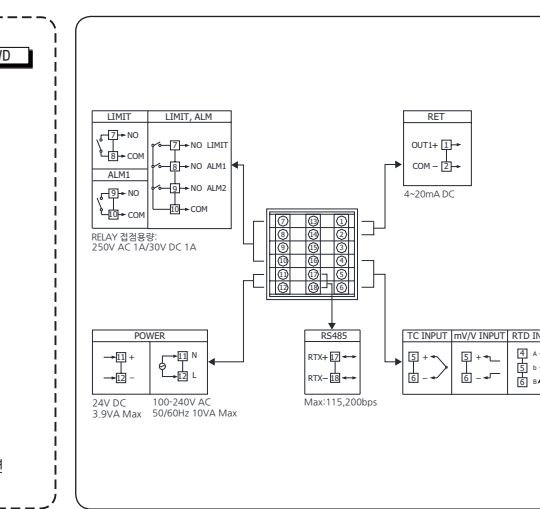 LIMIT
7 NO
8 COM
ALM1
9 NO
10 COM
LIMIT, ALM
7 NO LIMIT
8 NO ALM1
9 NO ALM2
10 COM
RELAY 접점용량:
250V AC 1A/30V DC 1A
RET
OUT1+ 1
COM - 2
4~20mA DC
7 13 1
8 14 2
9 15 3
10 16 4
11 17 5
12 18 6
POWER
11 +
12 -
11 N
12 L
24V DC
3.9VA Max
100-240V AC
50/60Hz 10VA Max
RS485
RTX+ 17
RTX- 18
Max:115,200bps
TC INPUT
5 +
6 -
mV/V INPUT
5 +
6 -
RTD IN
4 A
5 b
6 B